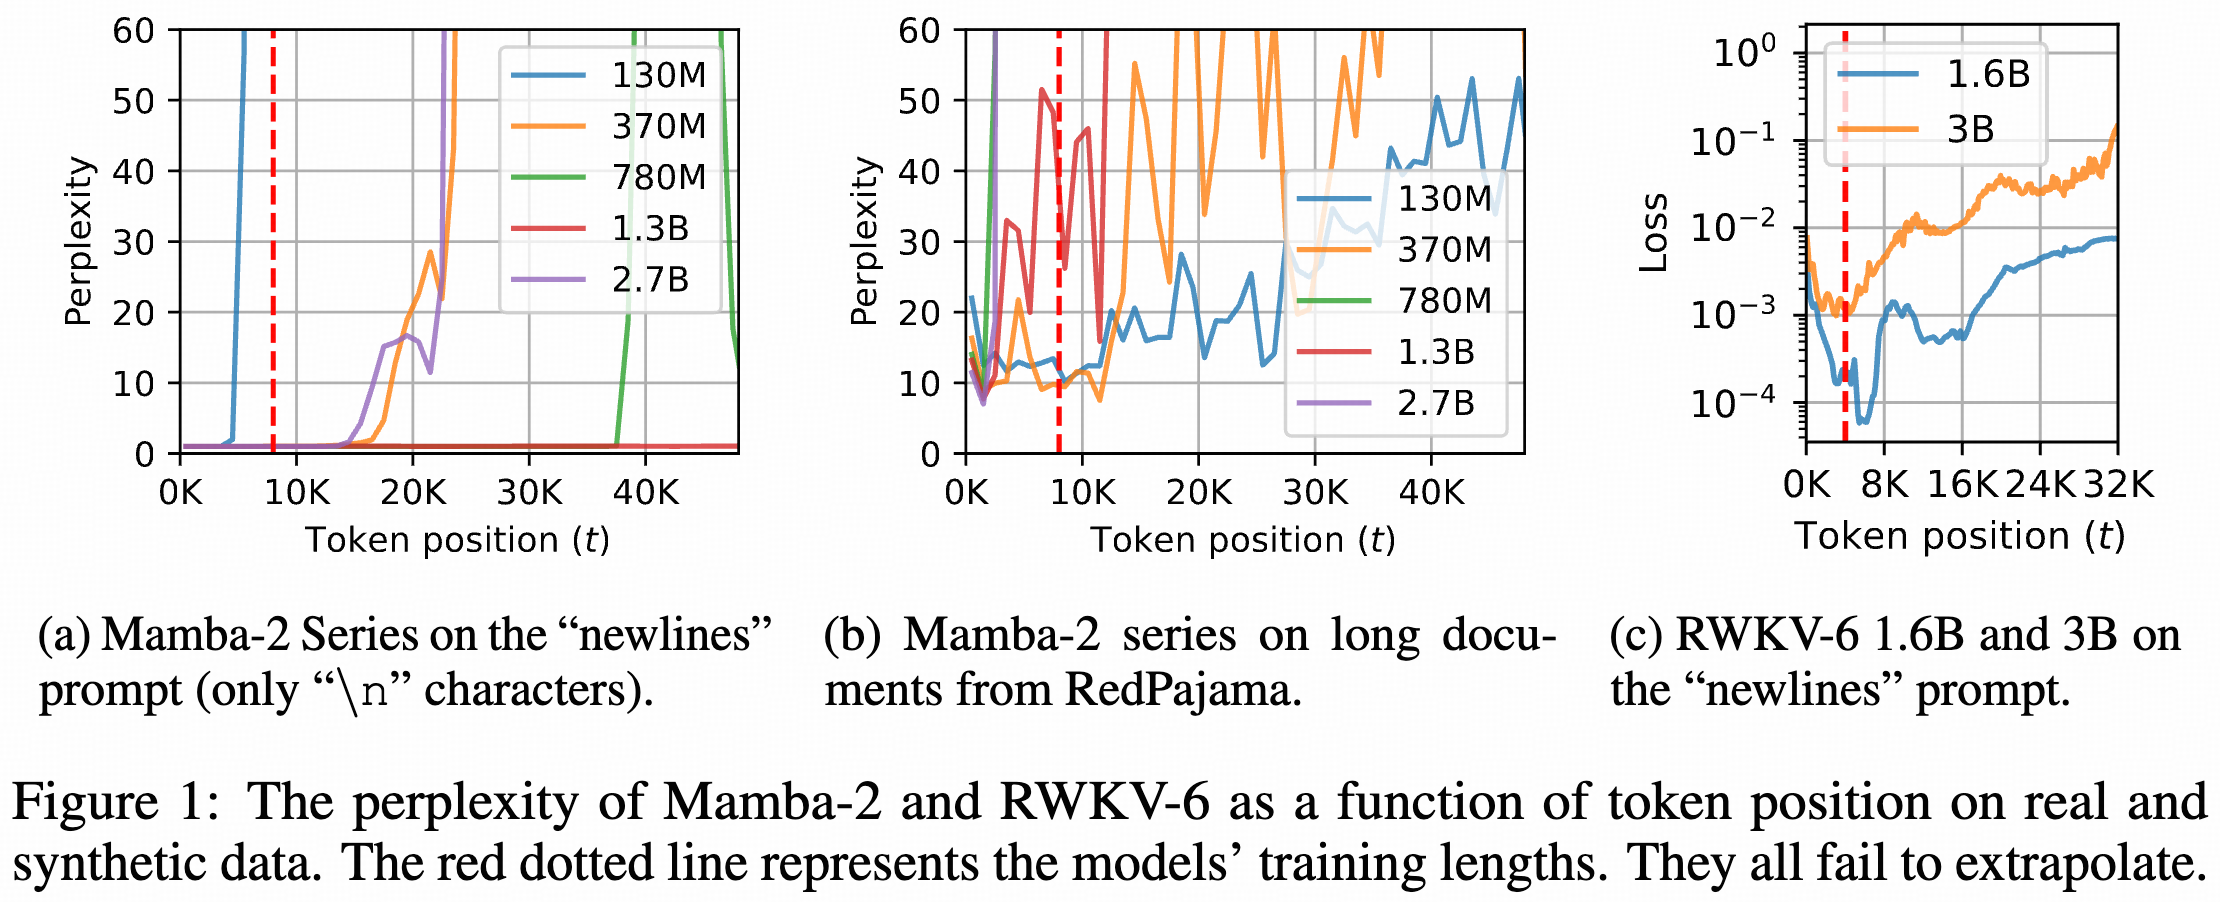 60
50
40
30
20
10
0
Perplexity
0K 10K 20K 30K 40K
Token position (t)
130M
370M
780M
1.3B
2.7B
60
50
40
30
20
10
0
Perplexity
0K 10K 20K 30K 40K
Token position (t)
130M
370M
780M
1.3B
2.7B
10⁰
10⁻¹
10⁻²
10⁻³
10⁻⁴
Loss
0K 8K 16K 24K 32K
Token position (t)
1.6B
3B
(a) Mamba-2 Series on the “newlines”
prompt (only “\n” characters).
(b) Mamba-2 series on long docu-
ments from RedPajama.
(c) RWKV-6 1.6B and 3B on
the “newlines” prompt.
Figure 1: The perplexity of Mamba-2 and RWKV-6 as a function of token position on real and
synthetic data. The red dotted line represents the models’ training lengths. They all fail to extrapolate.